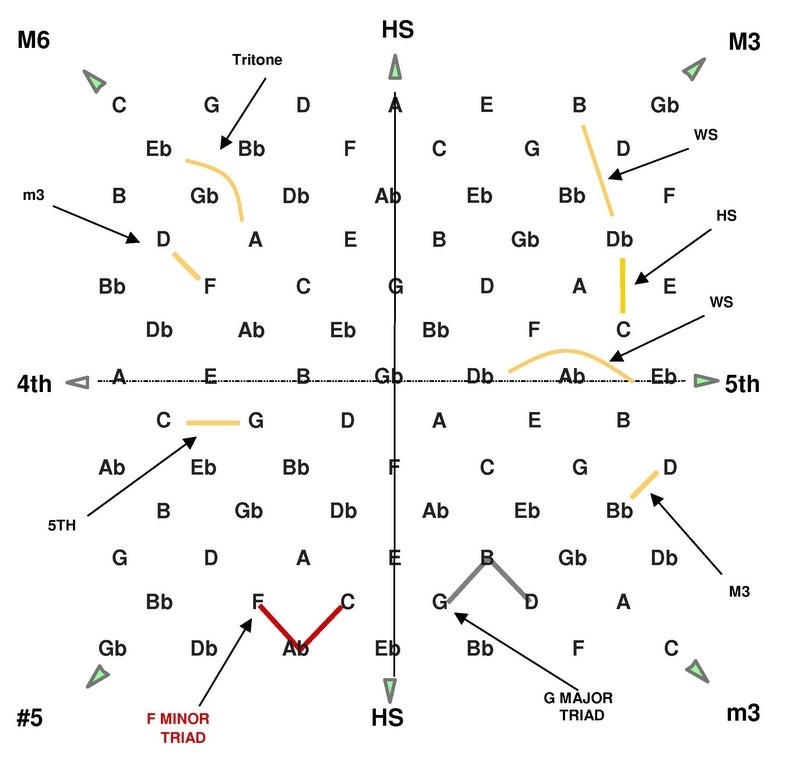 HS
M6 M3
Tritone
C G D A E B Gb
WS
Eb Bb F C G D
m3
B Gb Db Ab Eb Bb F
HS
D A E B Gb Db
Bb F C G D A E
WS
Db Ab Eb Bb F C
4th A E B Gb Db Ab Eb 5th
C G D A E B
Ab Eb Bb F C G D
B Gb Db Ab Eb Bb
5TH
G D A E B Gb Db
M3
Bb F C G D A
Gb Db Ab Eb Bb F C
G MAJOR
TRIAD
#5 HS m3
F MINOR
TRIAD